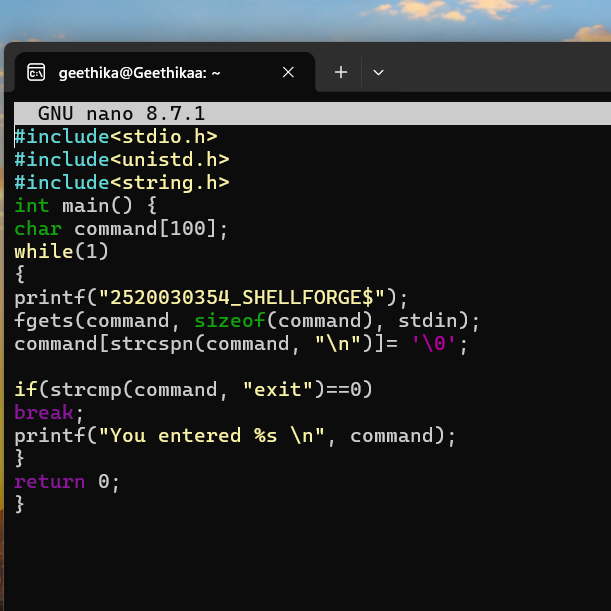 geethika@Geethikaa: ~
GNU nano 8.7.1
#include<stdio.h>
#include<unistd.h>
#include<string.h>
int main() {
char command[100];
while(1)
{
printf("2520030354_SHELLFORGE$");
fgets(command, sizeof(command), stdin);
command[strcspn(command, "\n")]= '\0';
if(strcmp(command, "exit")==0)
break;
printf("You entered %s \n", command);
}
return 0;
}